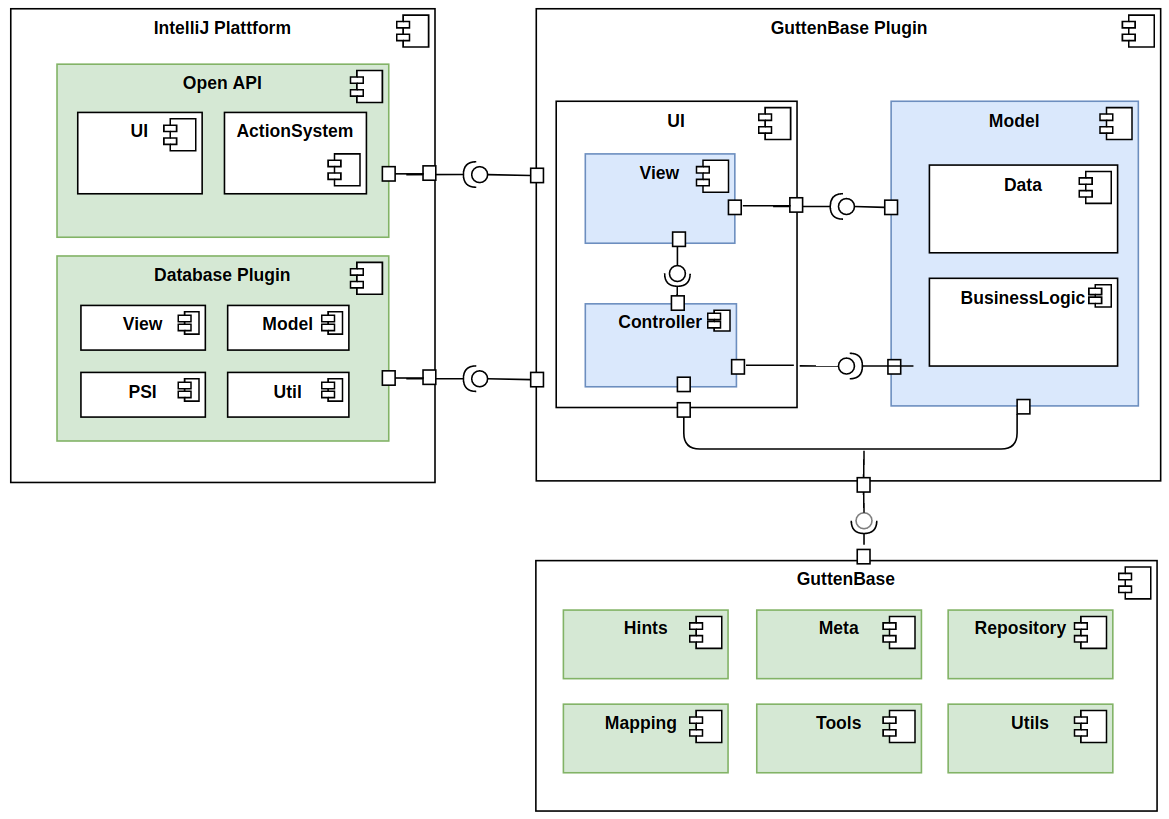 IntelliJ Plattform
Open API
UI
ActionSystem
Database Plugin
View
Model
PSI
Util
GuttenBase Plugin
UI
View
Controller
Model
Data
BusinessLogic
GuttenBase
Hints
Meta
Repository
Mapping
Tools
Utils